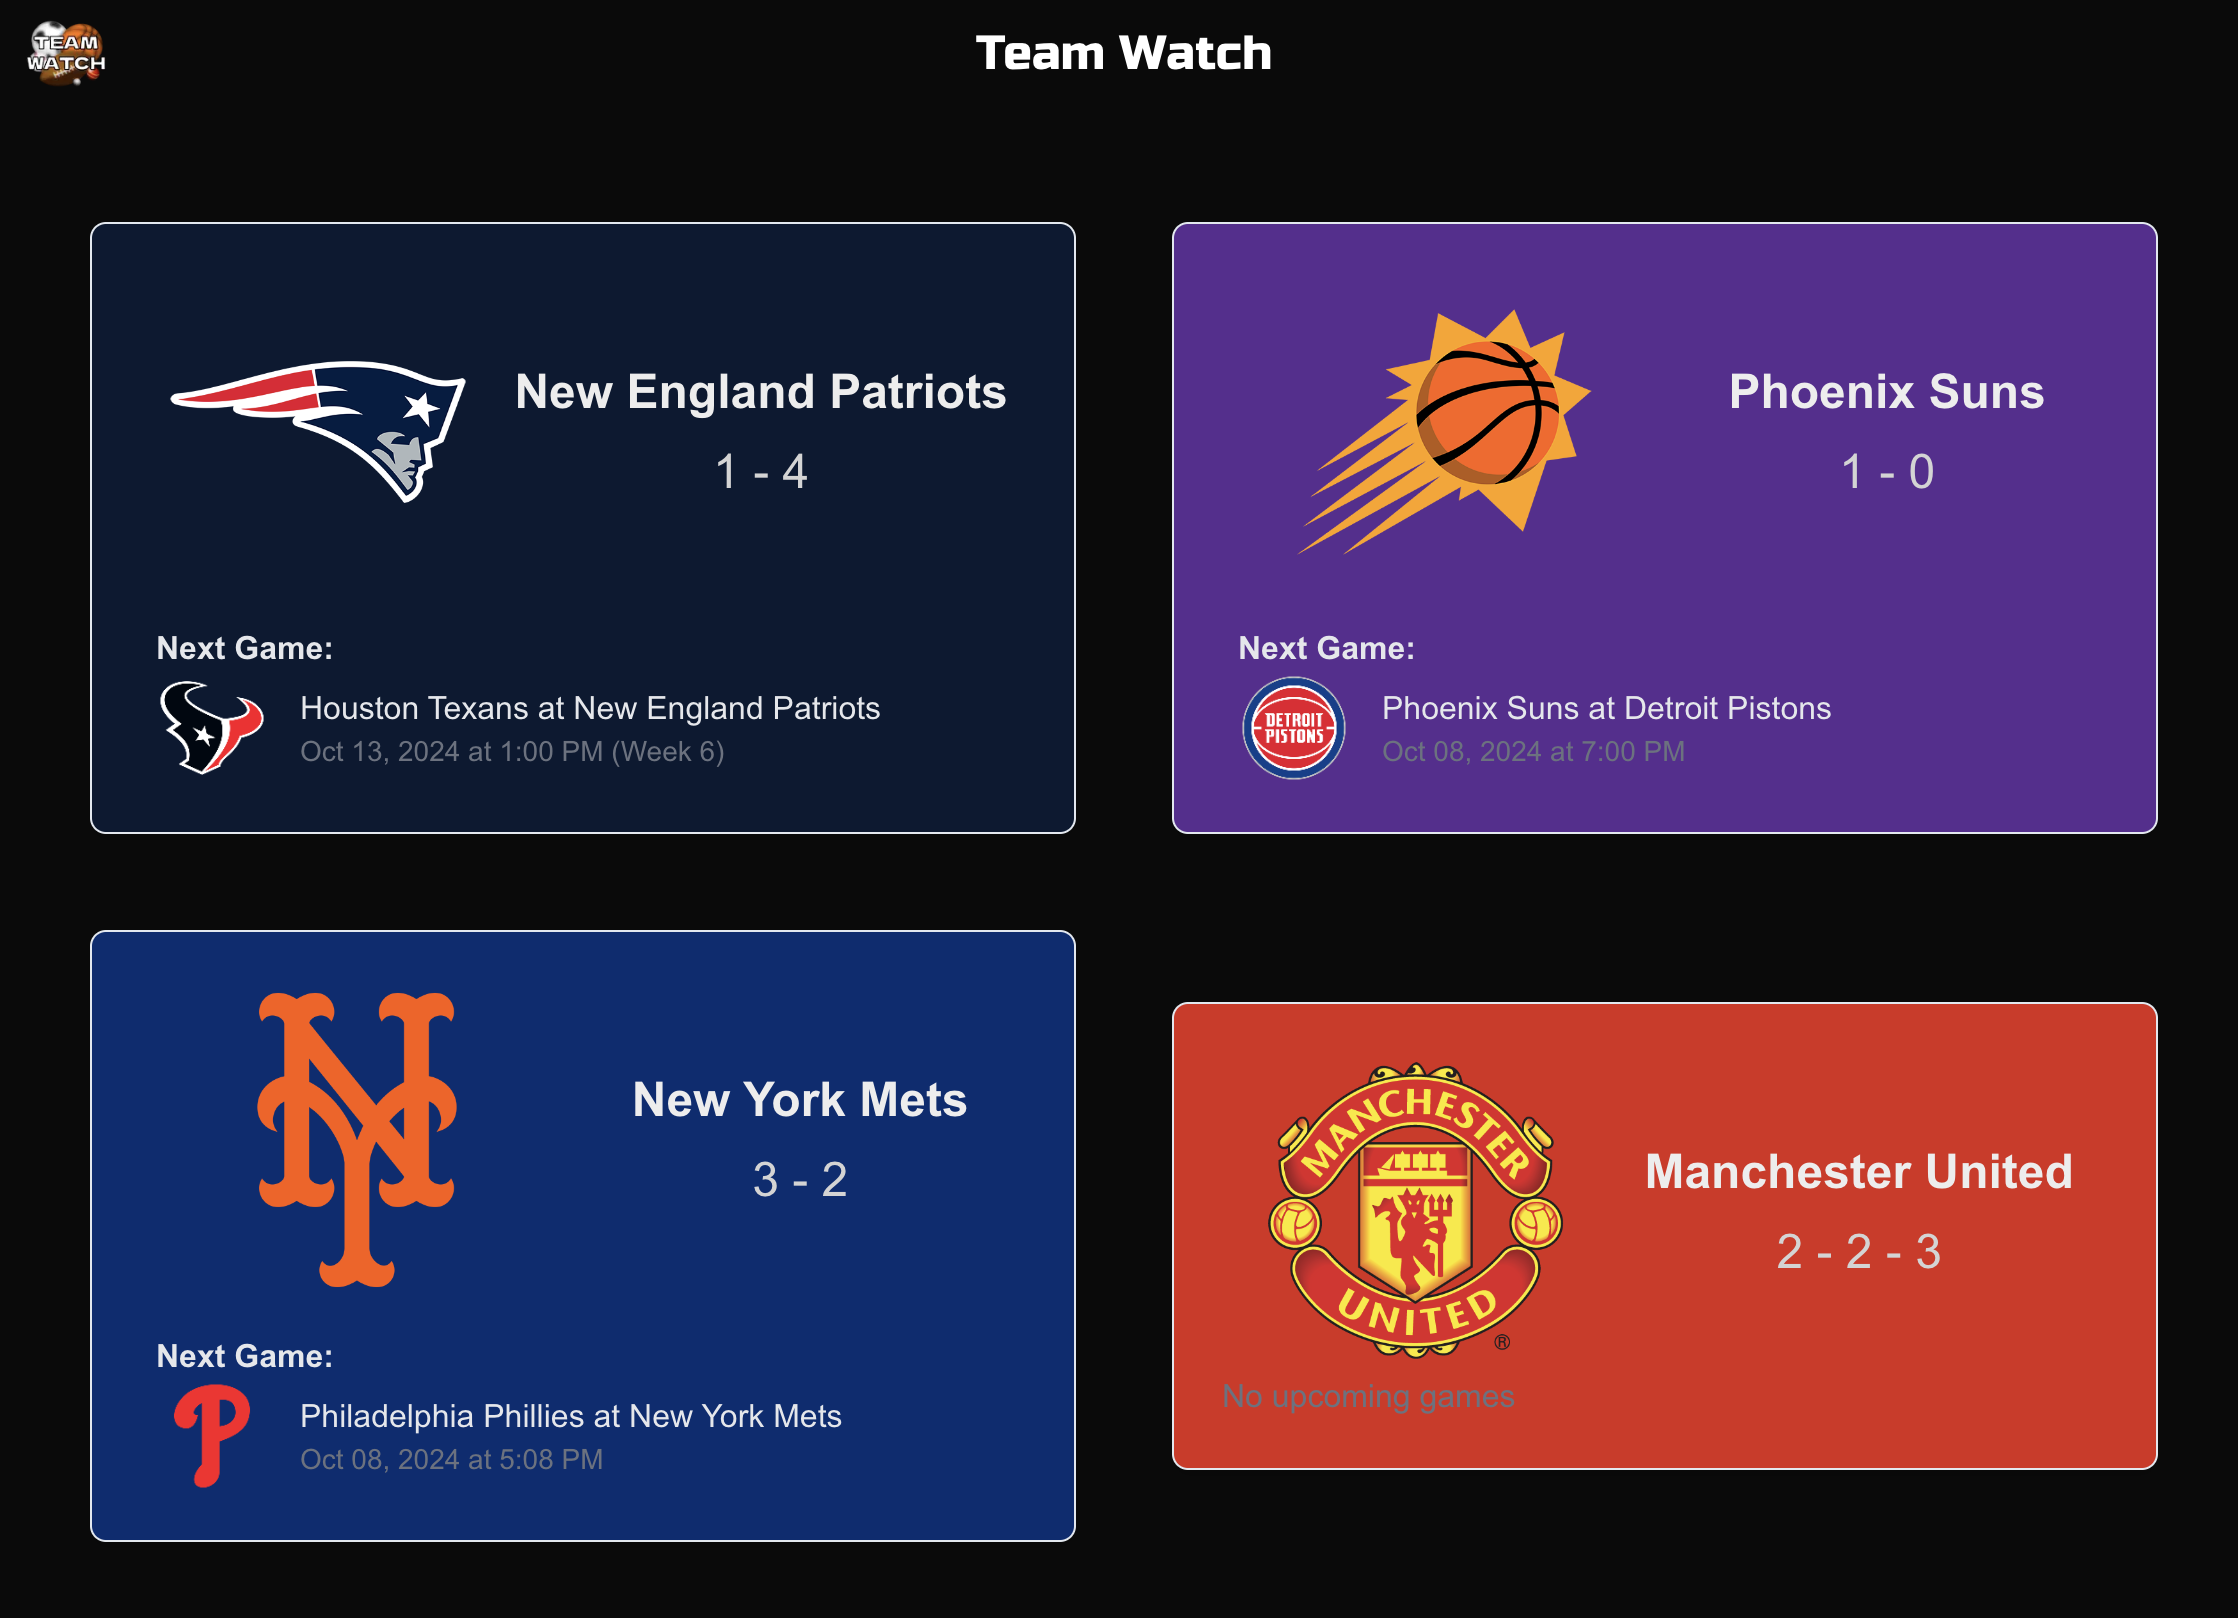 TEAM
WATCH
Team Watch
New England Patriots
1 - 4
Next Game:
Houston Texans at New England Patriots
Oct 13, 2024 at 1:00 PM (Week 6)
Phoenix Suns
1 - 0
Next Game:
DETROIT
PISTONS
Phoenix Suns at Detroit Pistons
Oct 08, 2024 at 7:00 PM
NY
New York Mets
3 - 2
Next Game:
P
Philadelphia Phillies at New York Mets
Oct 08, 2024 at 5:08 PM
MANCHESTER
UNITED
®
Manchester United
2 - 2 - 3
No upcoming games